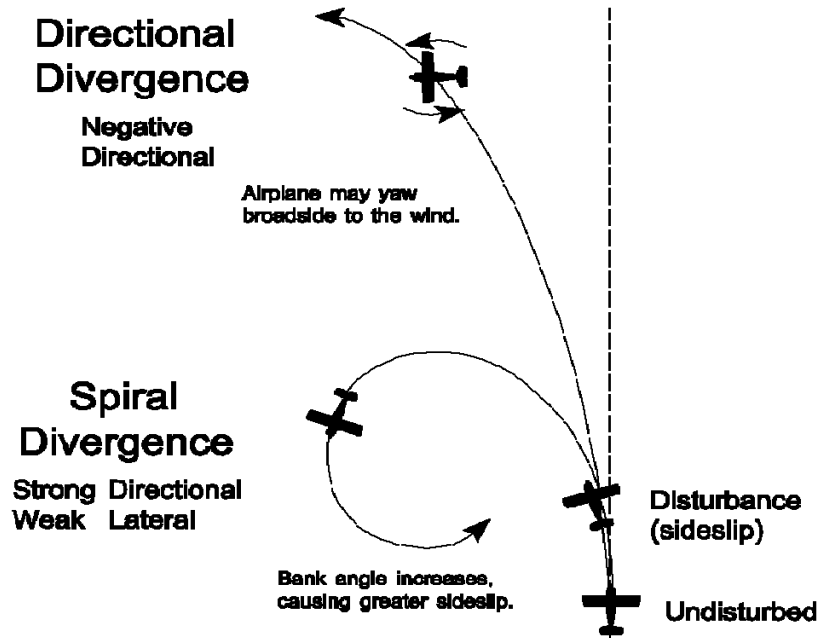 Directional
Divergence
Negative
Directional
Airplane may yaw
broadside to the wind.
Spiral
Divergence
Strong Directional
Weak Lateral
Bank angle increases,
causing greater sideslip.
Disturbance
(sideslip)
Undisturbed